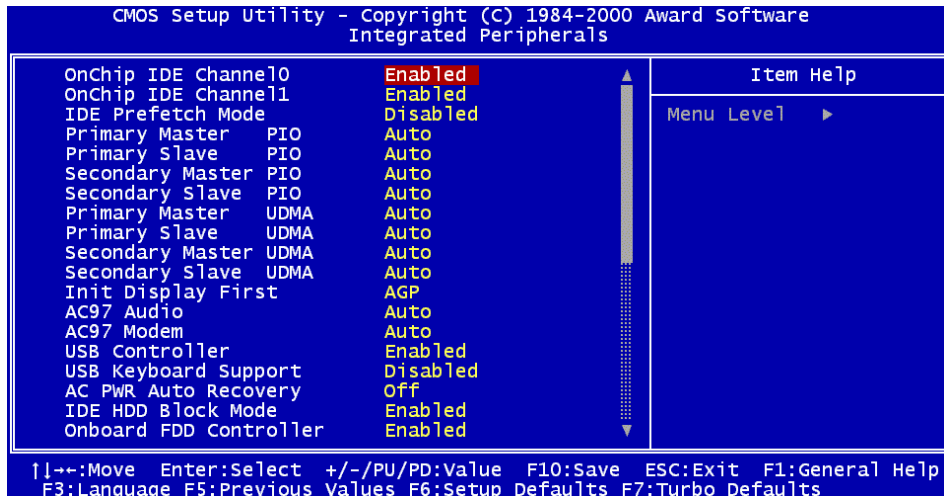 CMOS Setup Utility - Copyright (C) 1984-2000 Award Software
Integrated Peripherals
OnChip IDE Channel0 Enabled
OnChip IDE Channel1 Enabled
IDE Prefetch Mode Disabled
Primary Master PIO Auto
Primary Slave PIO Auto
Secondary Master PIO Auto
Secondary Slave PIO Auto
Primary Master UDMA Auto
Primary Slave UDMA Auto
Secondary Master UDMA Auto
Secondary Slave UDMA Auto
Init Display First AGP
AC97 Audio Auto
AC97 Modem Auto
USB Controller Enabled
USB Keyboard Support Disabled
AC PWR Auto Recovery Off
IDE HDD Block Mode Enabled
Onboard FDD Controller Enabled
Item Help
Menu Level ▶
↑↓→←:Move Enter:Select +/-/PU/PD:Value F10:Save ESC:Exit F1:General Help
F3:Language F5:Previous Values F6:Setup Defaults F7:Turbo Defaults